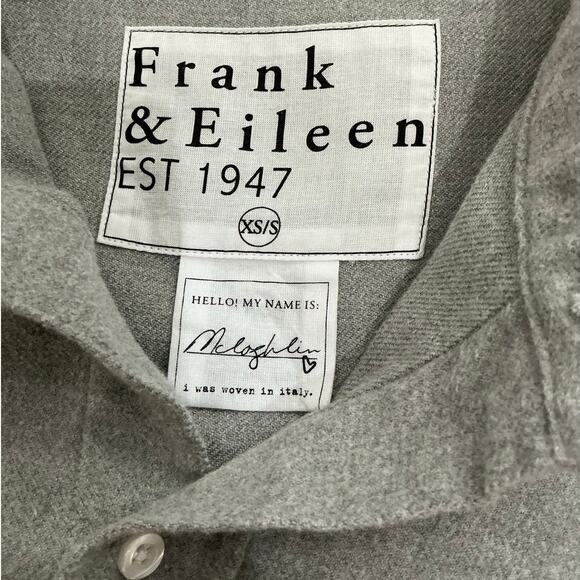 Frank
& Eileen
EST 1947
XS/S
HELLO! MY NAME IS:
Mcloghlin
i was woven in italy.